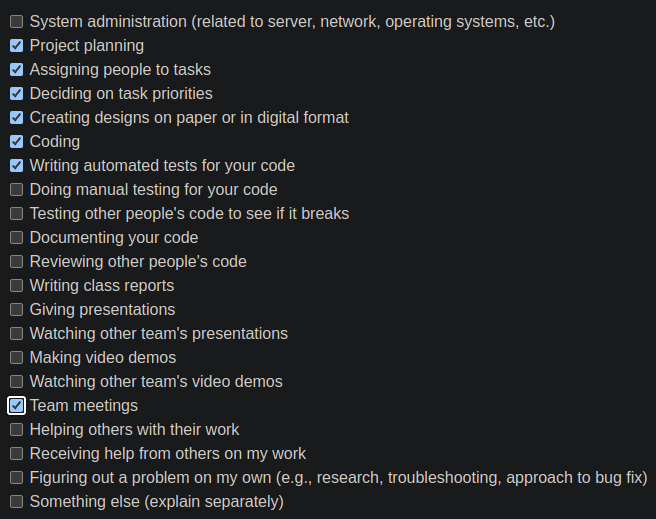 System administration (related to server, network, operating systems, etc.)
Project planning
Assigning people to tasks
Deciding on task priorities
Creating designs on paper or in digital format
Coding
Writing automated tests for your code
Doing manual testing for your code
Testing other people's code to see if it breaks
Documenting your code
Reviewing other people's code
Writing class reports
Giving presentations
Watching other team's presentations
Making video demos
Watching other team's video demos
Team meetings
Helping others with their work
Receiving help from others on my work
Figuring out a problem on my own (e.g., research, troubleshooting, approach to bug fix)
Something else (explain separately)